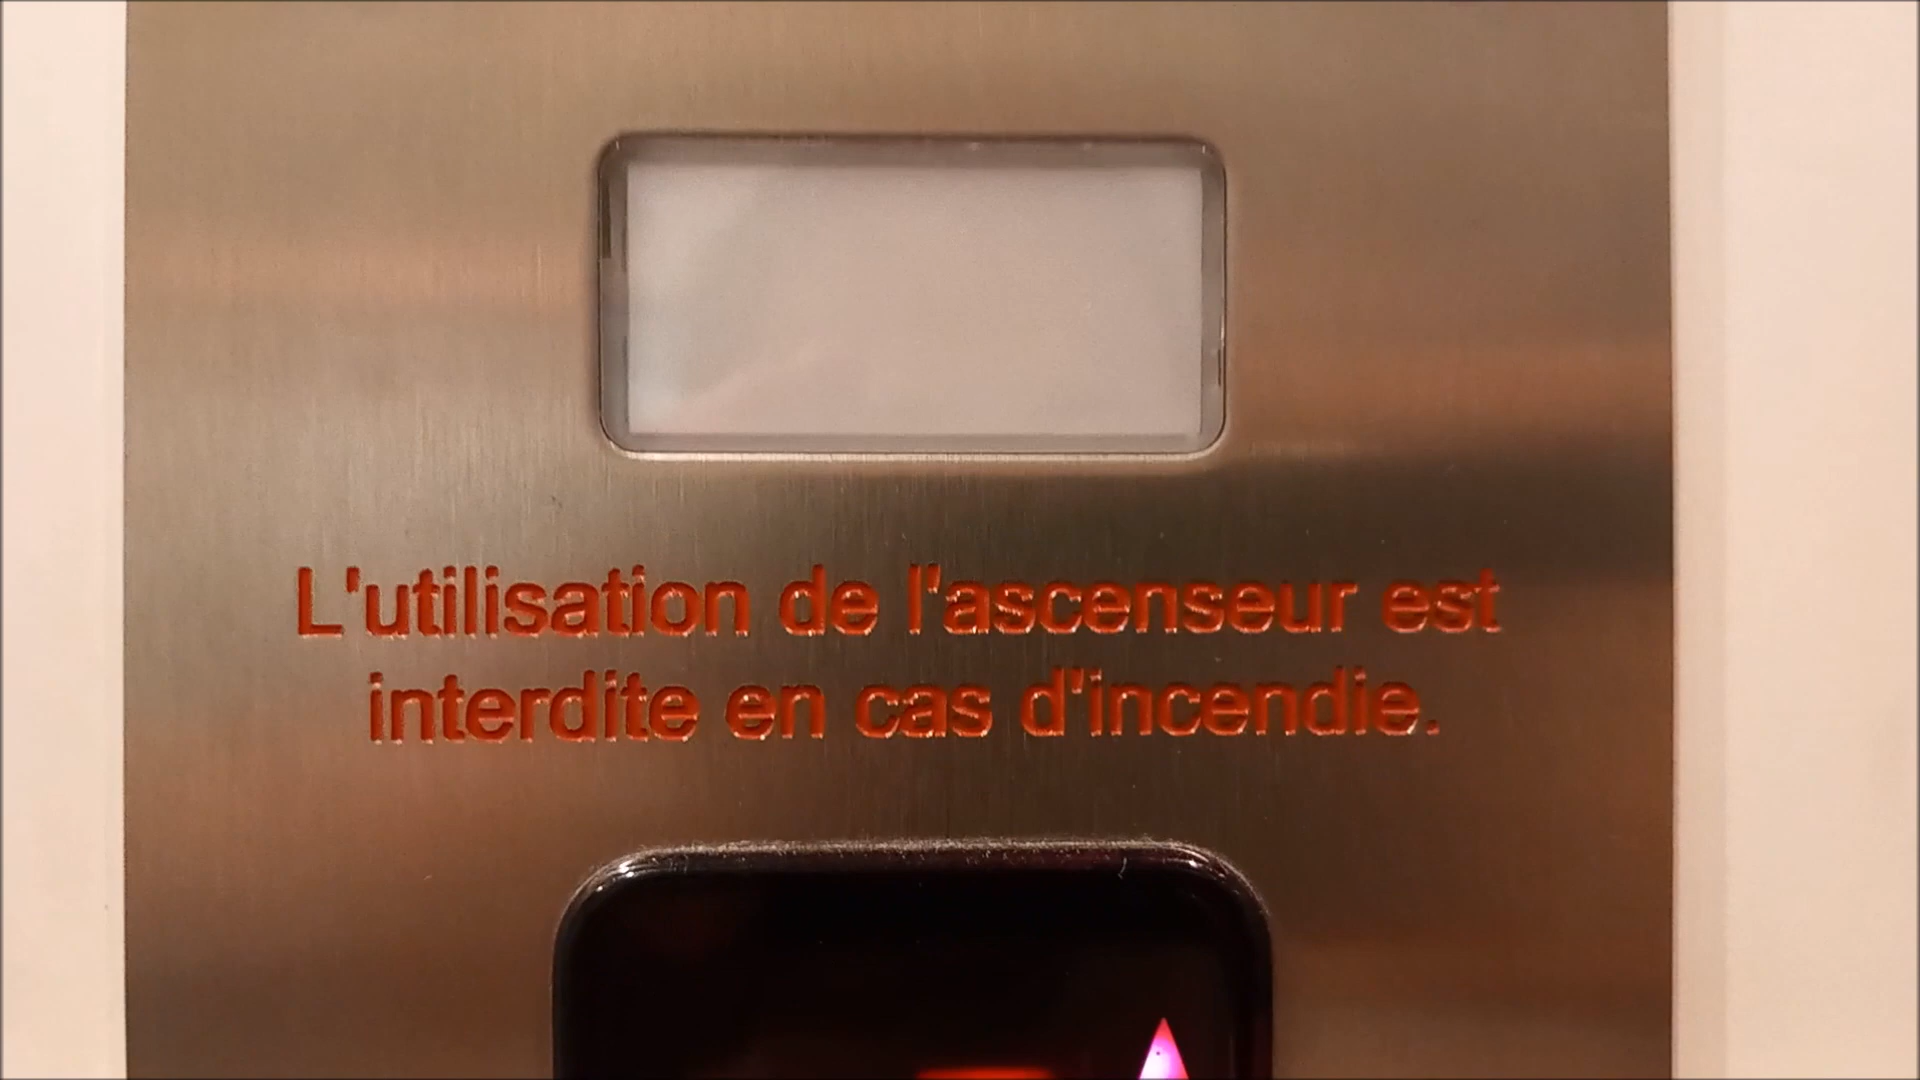 L'utilisation de l'ascenseur est
interdite en cas d'incendie.